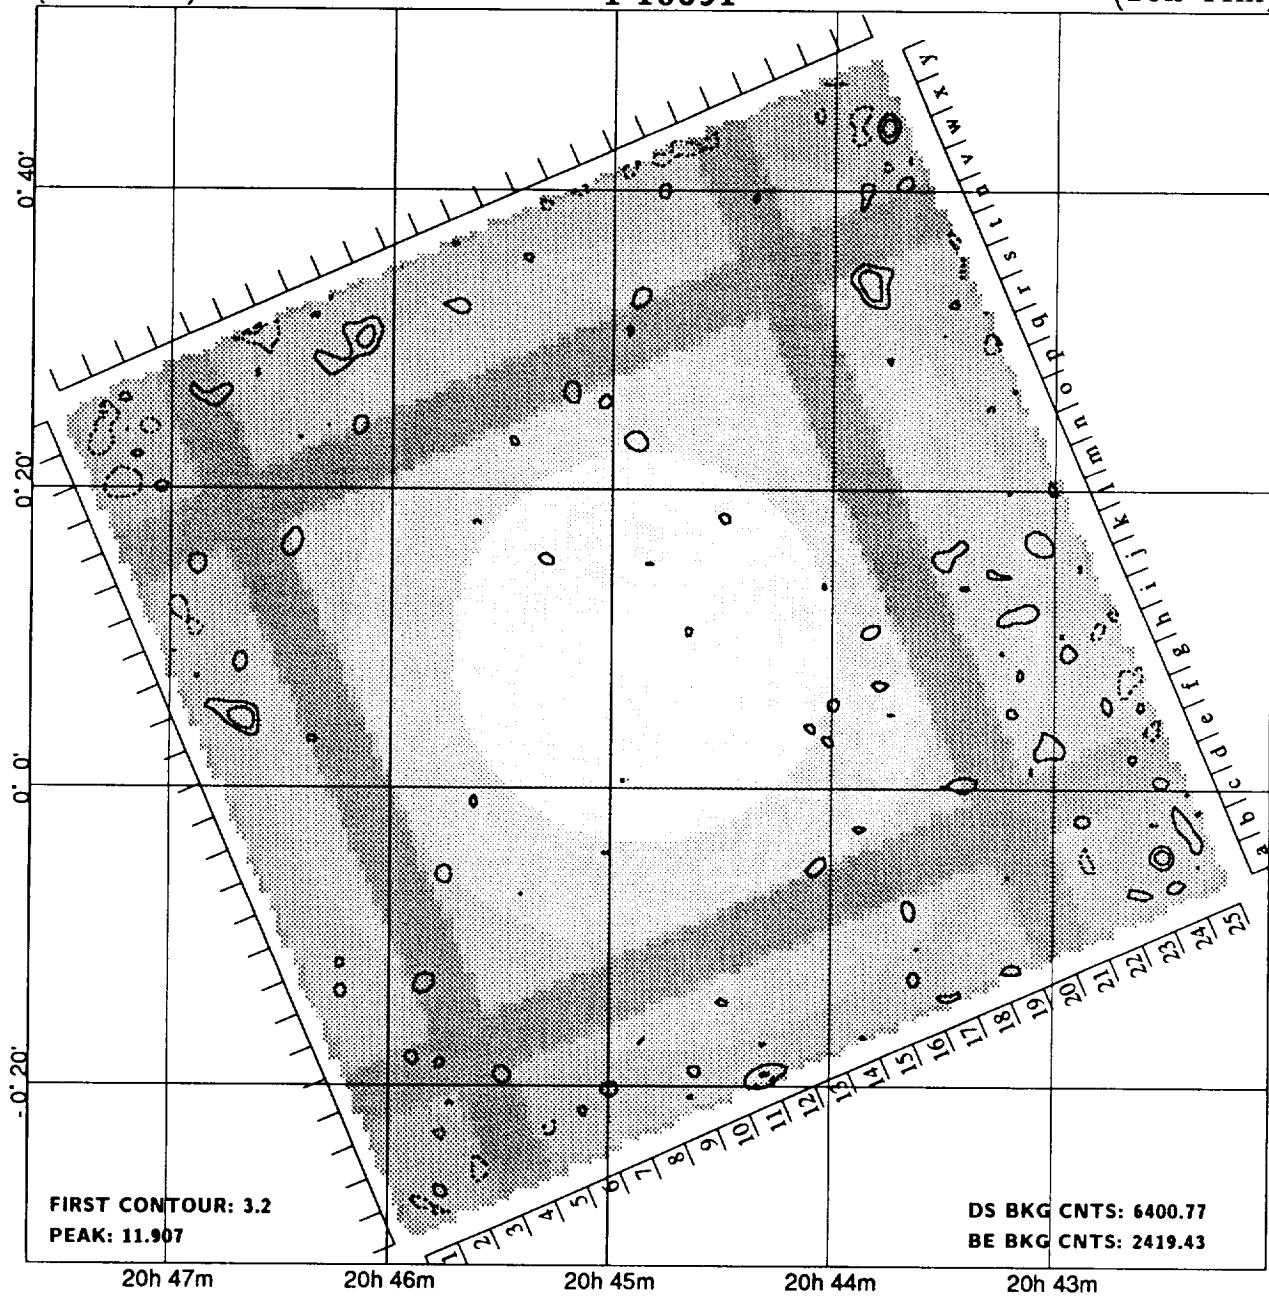 0° 40'
0° 20'
0° 0'
- 0° 20'
y
x
w
v
u
t
s
r
q
p
o
n
m
l
k
j
i
h
g
f
e
d
c
b
a
1 2 3 4 5 6 7 8 9 10 11 12 13 14 15 16 17 18 19 20 21 22 23 24 25
FIRST CONTOUR: 3.2
PEAK: 11.907
DS BKG CNTS: 6400.77
BE BKG CNTS: 2419.43
20h 47m 20h 46m 20h 45m 20h 44m 20h 43m